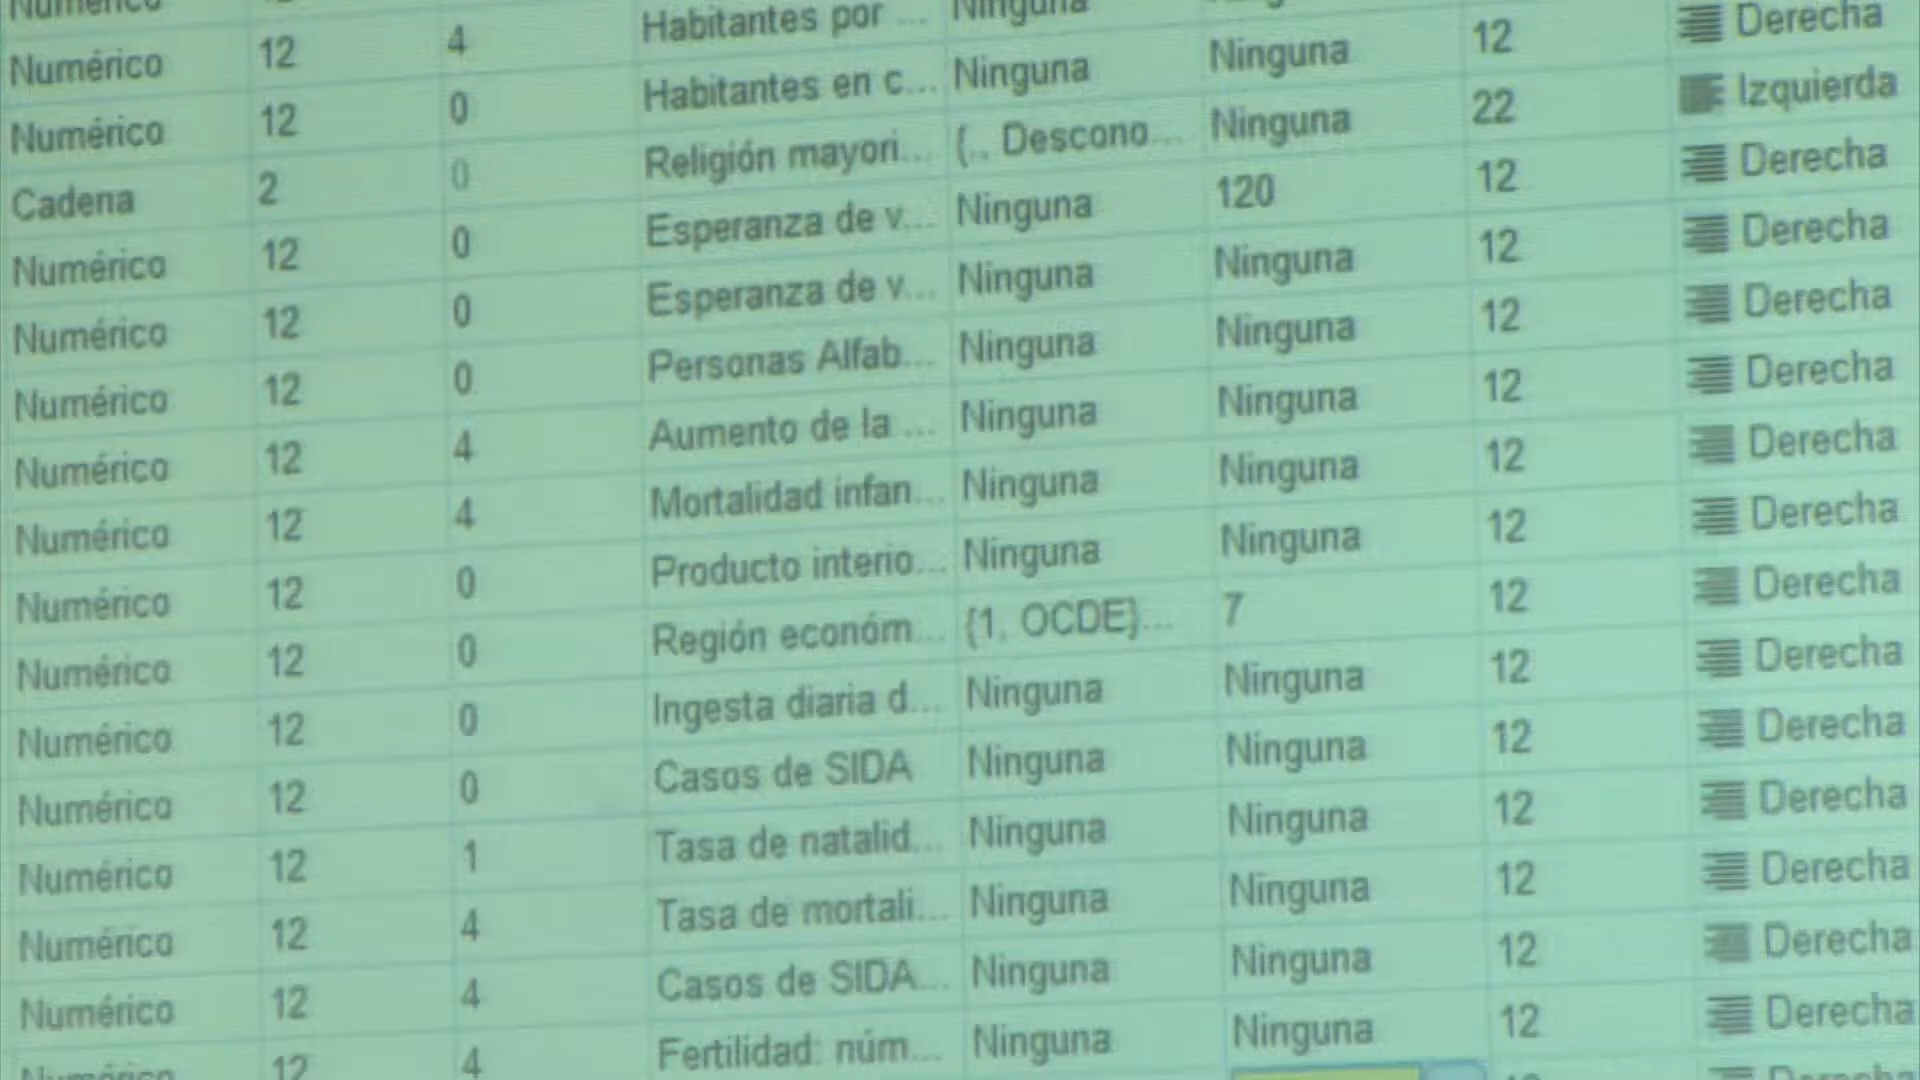 Numérico 12 4 Habitantes por ... Ninguna
Numérico 12 0 Habitantes en c... Ninguna Ninguna 12 Derecha
Cadena 2 0 Religión mayori... {., Descono... Ninguna 22 Izquierda
Numérico 12 0 Esperanza de v... Ninguna 120 12 Derecha
Numérico 12 0 Esperanza de v... Ninguna Ninguna 12 Derecha
Numérico 12 0 Personas Alfab... Ninguna Ninguna 12 Derecha
Numérico 12 4 Aumento de la ... Ninguna Ninguna 12 Derecha
Numérico 12 4 Mortalidad infan... Ninguna Ninguna 12 Derecha
Numérico 12 0 Producto interio... Ninguna Ninguna 12 Derecha
Numérico 12 0 Región económ... {1, OCDE}... 7 12 Derecha
Numérico 12 0 Ingesta diaria d... Ninguna Ninguna 12 Derecha
Numérico 12 0 Casos de SIDA Ninguna Ninguna 12 Derecha
Numérico 12 1 Tasa de natalid... Ninguna Ninguna 12 Derecha
Numérico 12 4 Tasa de mortali... Ninguna Ninguna 12 Derecha
Numérico 12 4 Casos de SIDA... Ninguna Ninguna 12 Derecha
Numérico 12 4 Fertilidad: núm... Ninguna Ninguna 12 Derecha